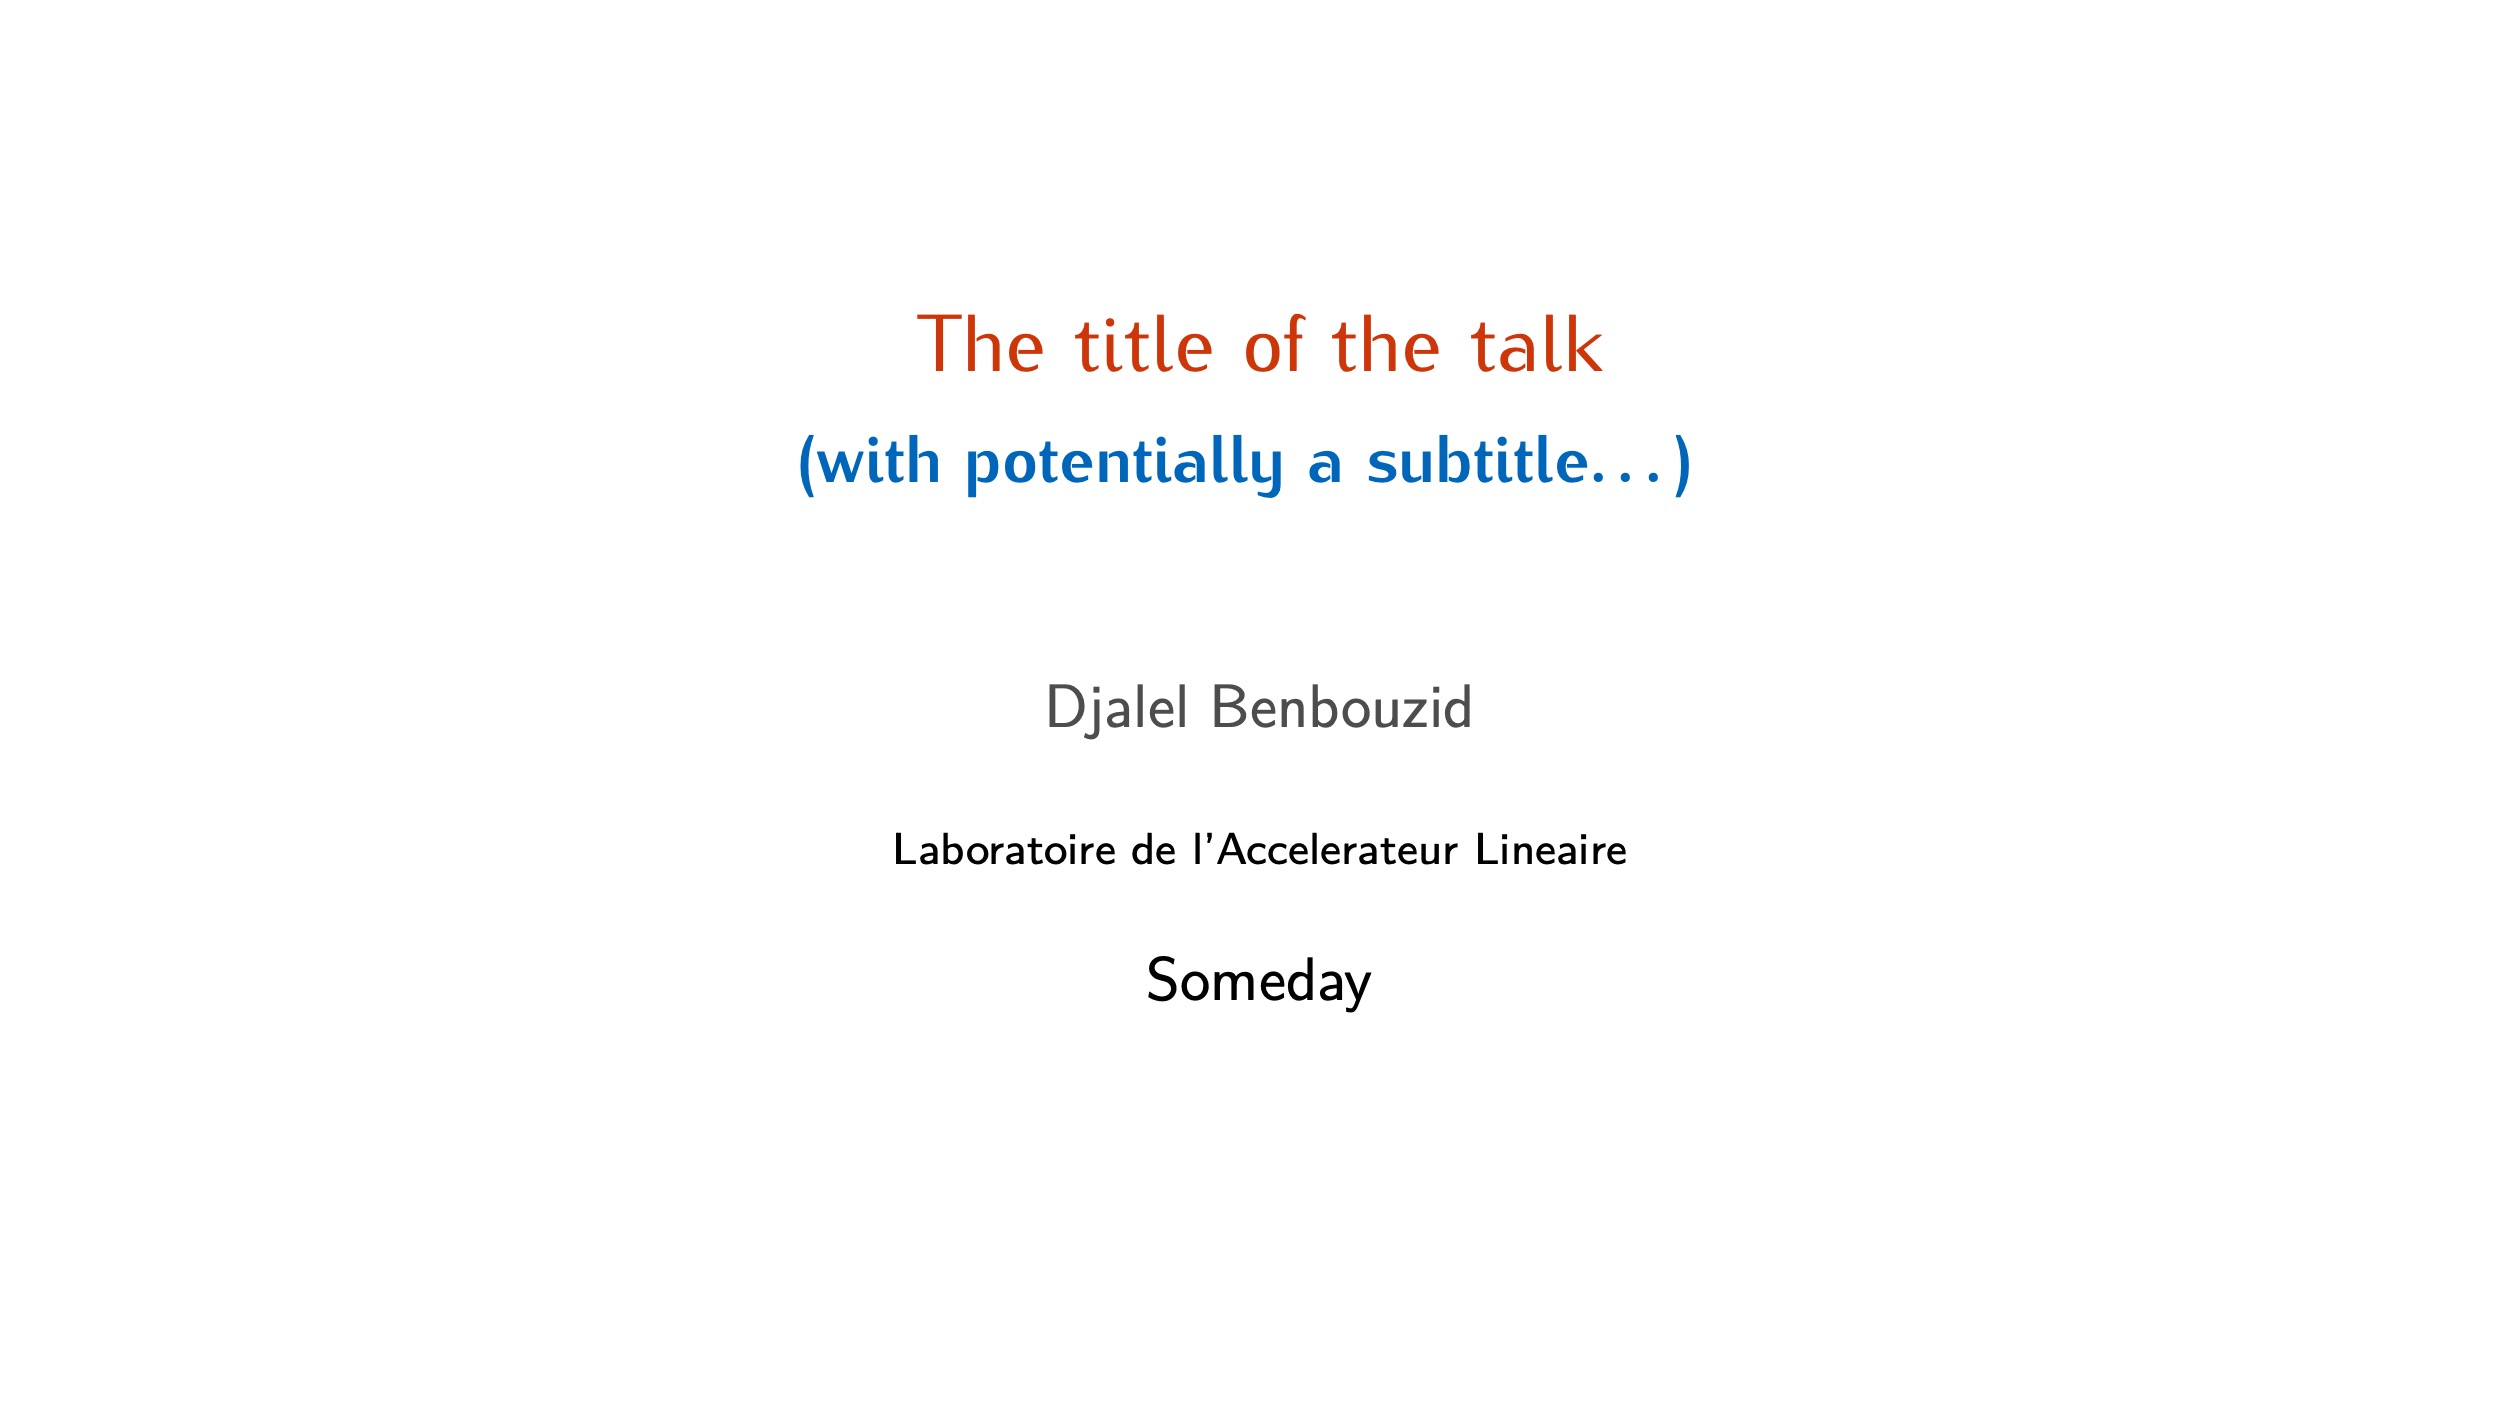 The title of the talk
(with potentially a subtitle...)
Djalel Benbouzid
Laboratoire de l'Accelerateur Lineaire
Someday